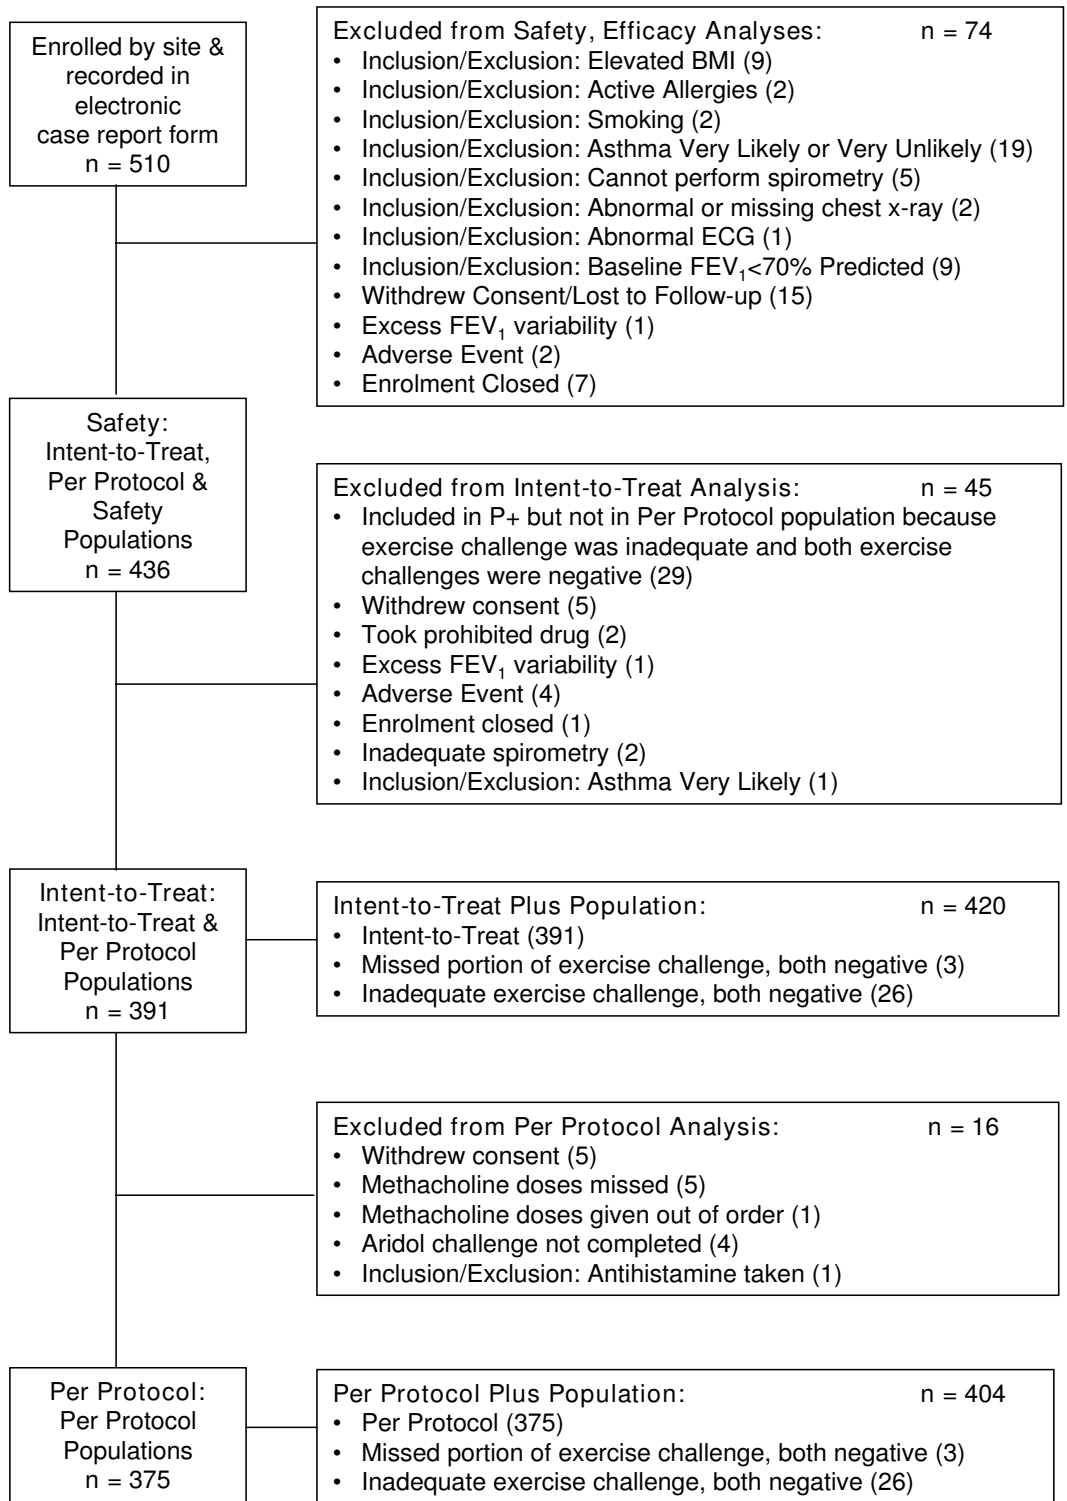 Enrolled by site &
recorded in
electronic
case report form
n = 510
Excluded from Safety, Efficacy Analyses: n = 74
• Inclusion/Exclusion: Elevated BMI (9)
• Inclusion/Exclusion: Active Allergies (2)
• Inclusion/Exclusion: Smoking (2)
• Inclusion/Exclusion: Asthma Very Likely or Very Unlikely (19)
• Inclusion/Exclusion: Cannot perform spirometry (5)
• Inclusion/Exclusion: Abnormal or missing chest x-ray (2)
• Inclusion/Exclusion: Abnormal ECG (1)
• Inclusion/Exclusion: Baseline FEV₁<70% Predicted (9)
• Withdrew Consent/Lost to Follow-up (15)
• Excess FEV₁ variability (1)
• Adverse Event (2)
• Enrolment Closed (7)
Safety:
Intent-to-Treat,
Per Protocol &
Safety
Populations
n = 436
Excluded from Intent-to-Treat Analysis: n = 45
• Included in P+ but not in Per Protocol population because
exercise challenge was inadequate and both exercise
challenges were negative (29)
• Withdrew consent (5)
• Took prohibited drug (2)
• Excess FEV₁ variability (1)
• Adverse Event (4)
• Enrolment closed (1)
• Inadequate spirometry (2)
• Inclusion/Exclusion: Asthma Very Likely (1)
Intent-to-Treat:
Intent-to-Treat &
Per Protocol
Populations
n = 391
Intent-to-Treat Plus Population: n = 420
• Intent-to-Treat (391)
• Missed portion of exercise challenge, both negative (3)
• Inadequate exercise challenge, both negative (26)
Excluded from Per Protocol Analysis: n = 16
• Withdrew consent (5)
• Methacholine doses missed (5)
• Methacholine doses given out of order (1)
• Aridol challenge not completed (4)
• Inclusion/Exclusion: Antihistamine taken (1)
Per Protocol:
Per Protocol
Populations
n = 375
Per Protocol Plus Population: n = 404
• Per Protocol (375)
• Missed portion of exercise challenge, both negative (3)
• Inadequate exercise challenge, both negative (26)